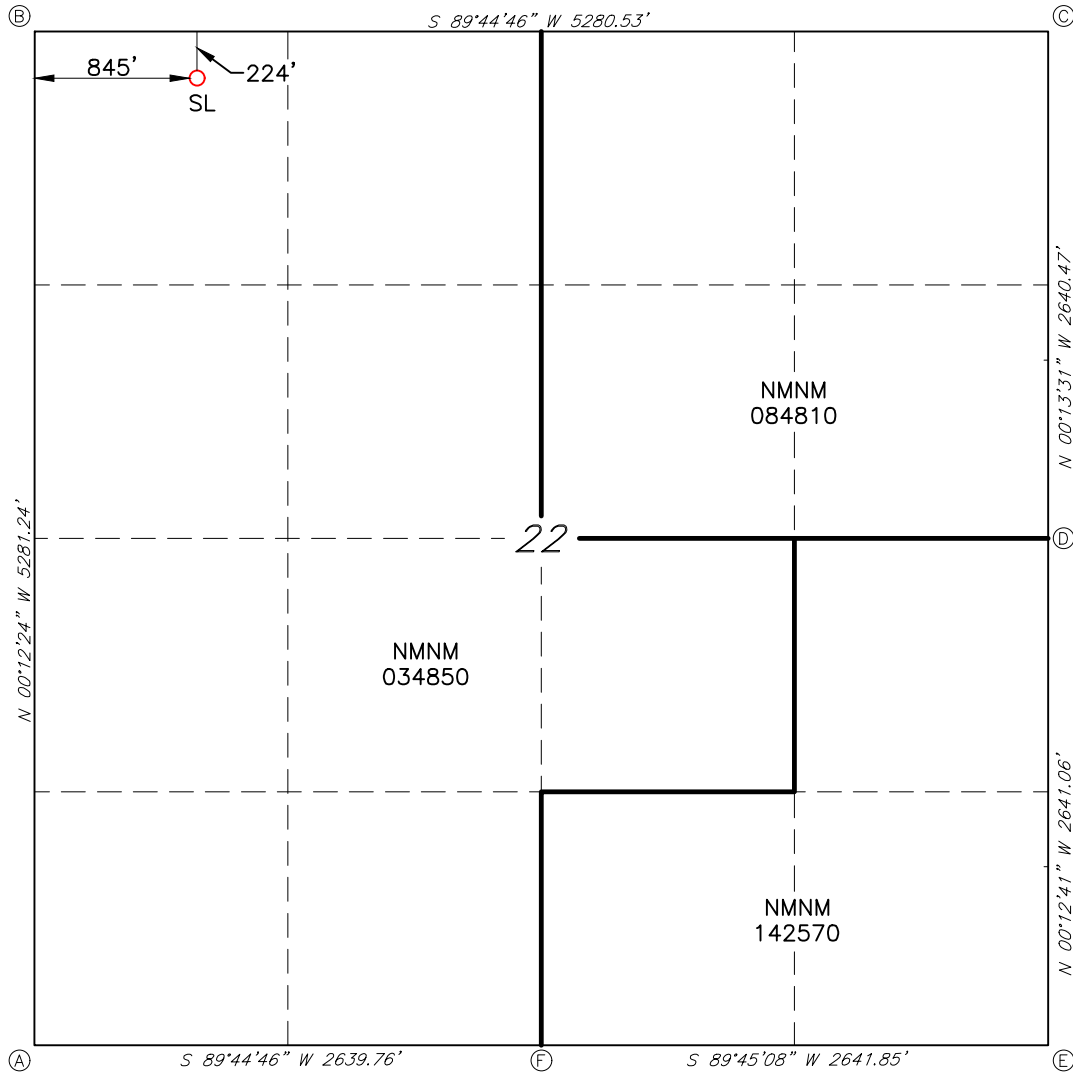 B
S 89°44'46" W 5280.53'
C
845'
224'
SL
N 00°13'31" W 2640.47'
NMNM
084810
N 00°12'24" W 5281.24'
22
D
NMNM
034850
N 00°12'41" W 2641.06'
NMNM
142570
A
S 89°44'46" W 2639.76'
F
S 89°45'08" W 2641.85'
E